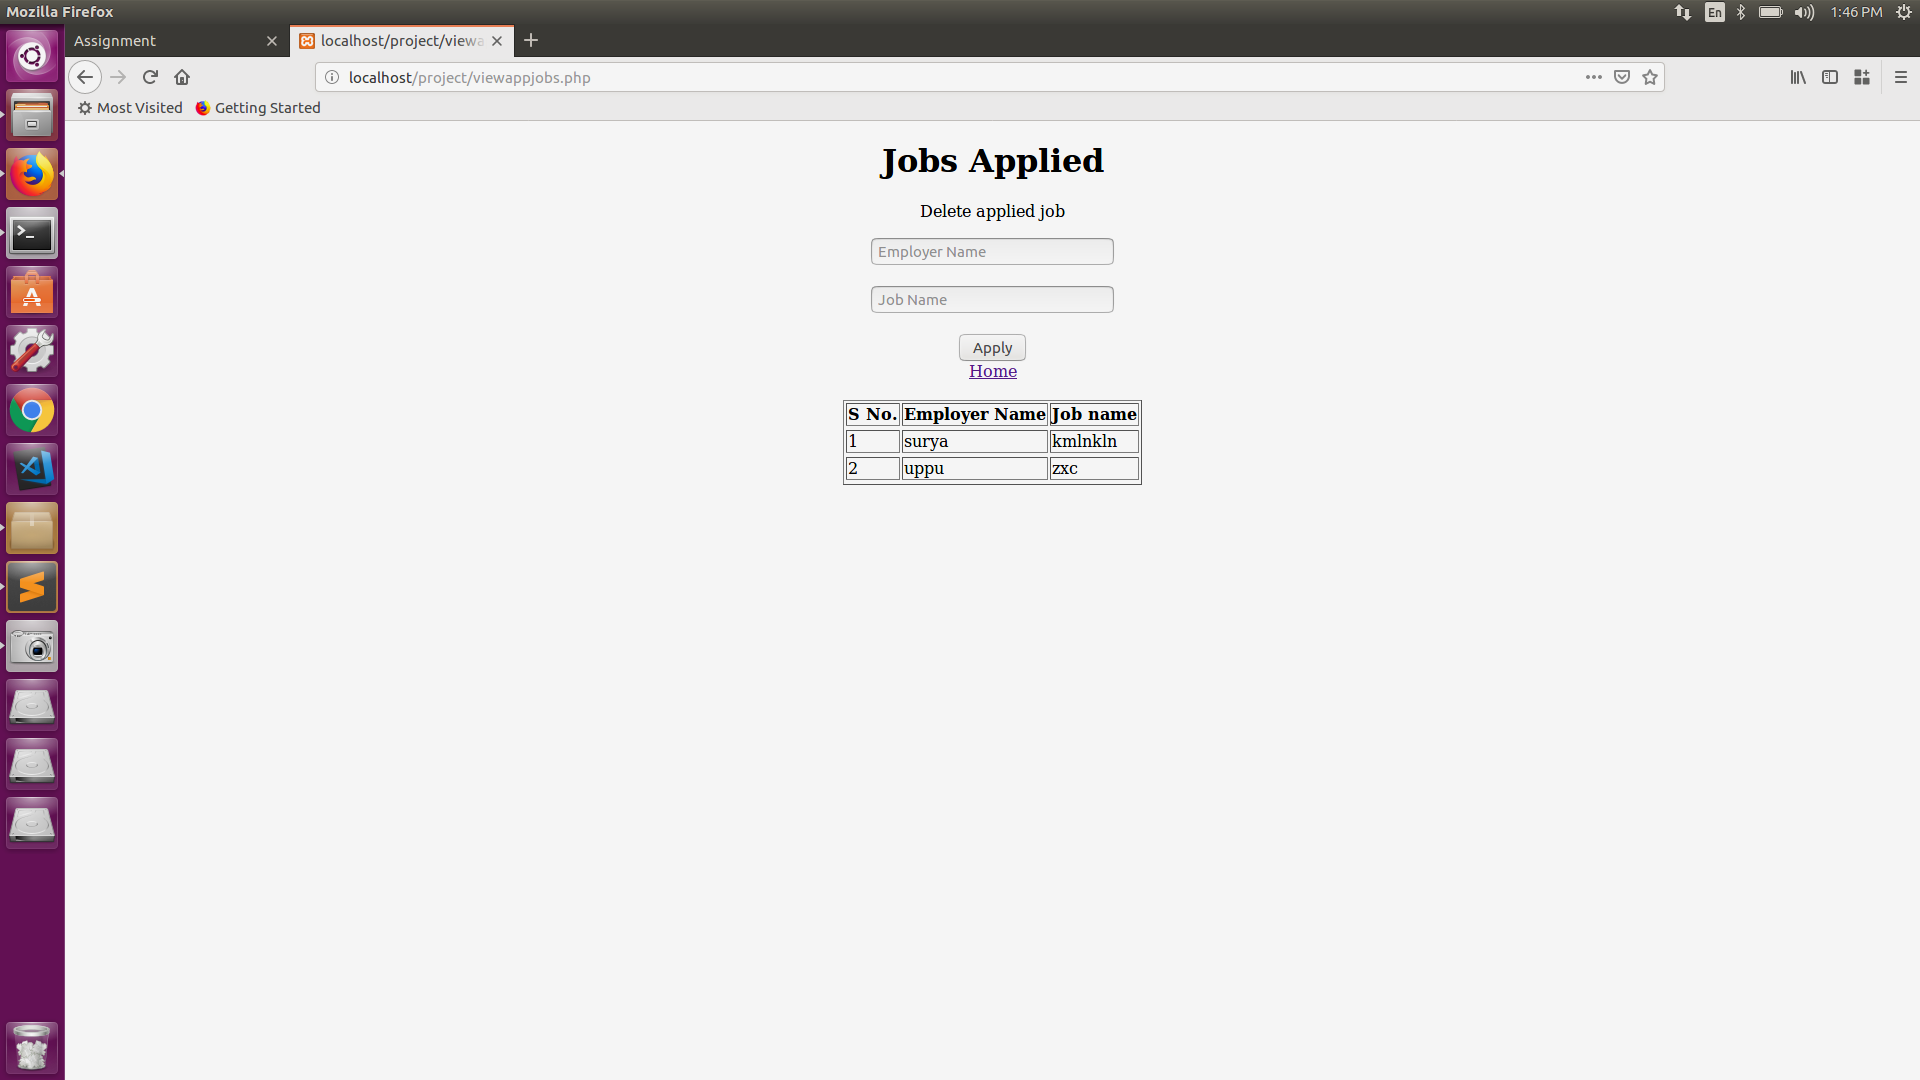 Mozilla Firefox
En
1:46 PM
Assignment
localhost/project/viewa
localhost/project/viewappjobs.php
Most Visited
Getting Started
Jobs Applied
Delete applied job
Employer Name
Job Name
Apply
Home
S No. Employer Name Job name
1 surya kmlnkln
2 uppu zxc